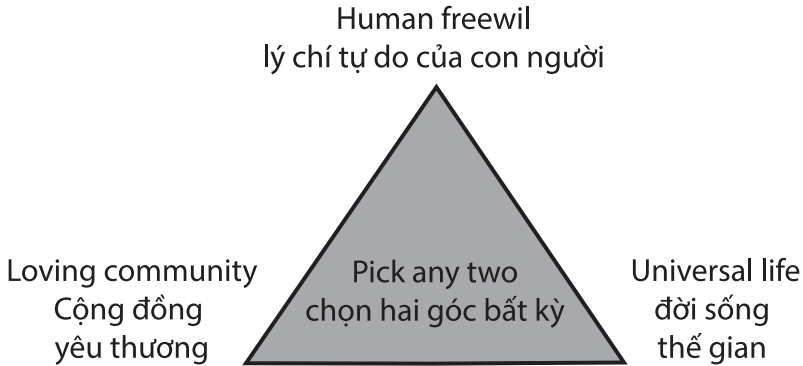 Human freewil
lý chí tự do của con người
Loving community
Cộng đồng
yêu thương
Pick any two
chọn hai góc bất kỳ
Universal life
đời sống
thế gian